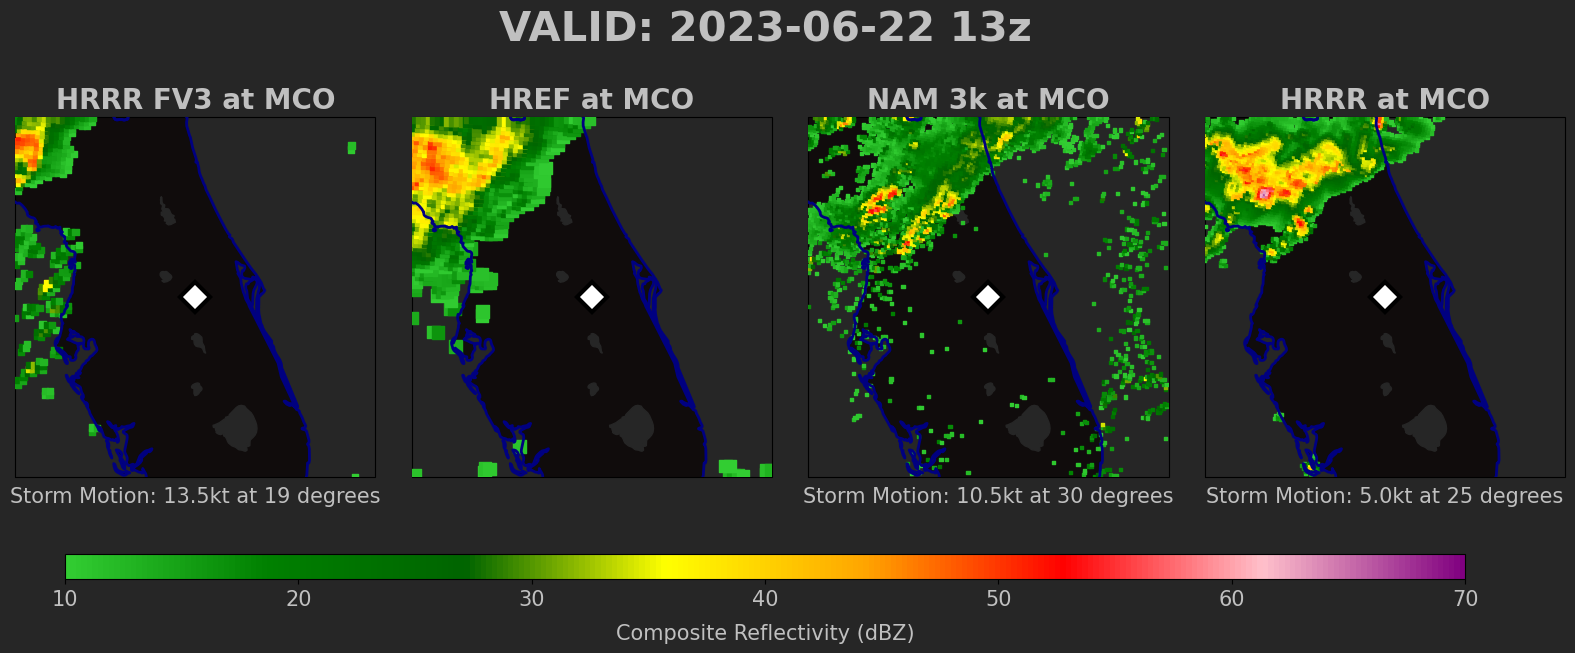 VALID: 2023-06-22 13z
HRRR FV3 at MCO
HREF at MCO
NAM 3k at MCO
HRRR at MCO
Storm Motion: 13.5kt at 19 degrees
Storm Motion: 10.5kt at 30 degrees
Storm Motion: 5.0kt at 25 degrees
10 20 30 40 50 60 70
Composite Reflectivity (dBZ)